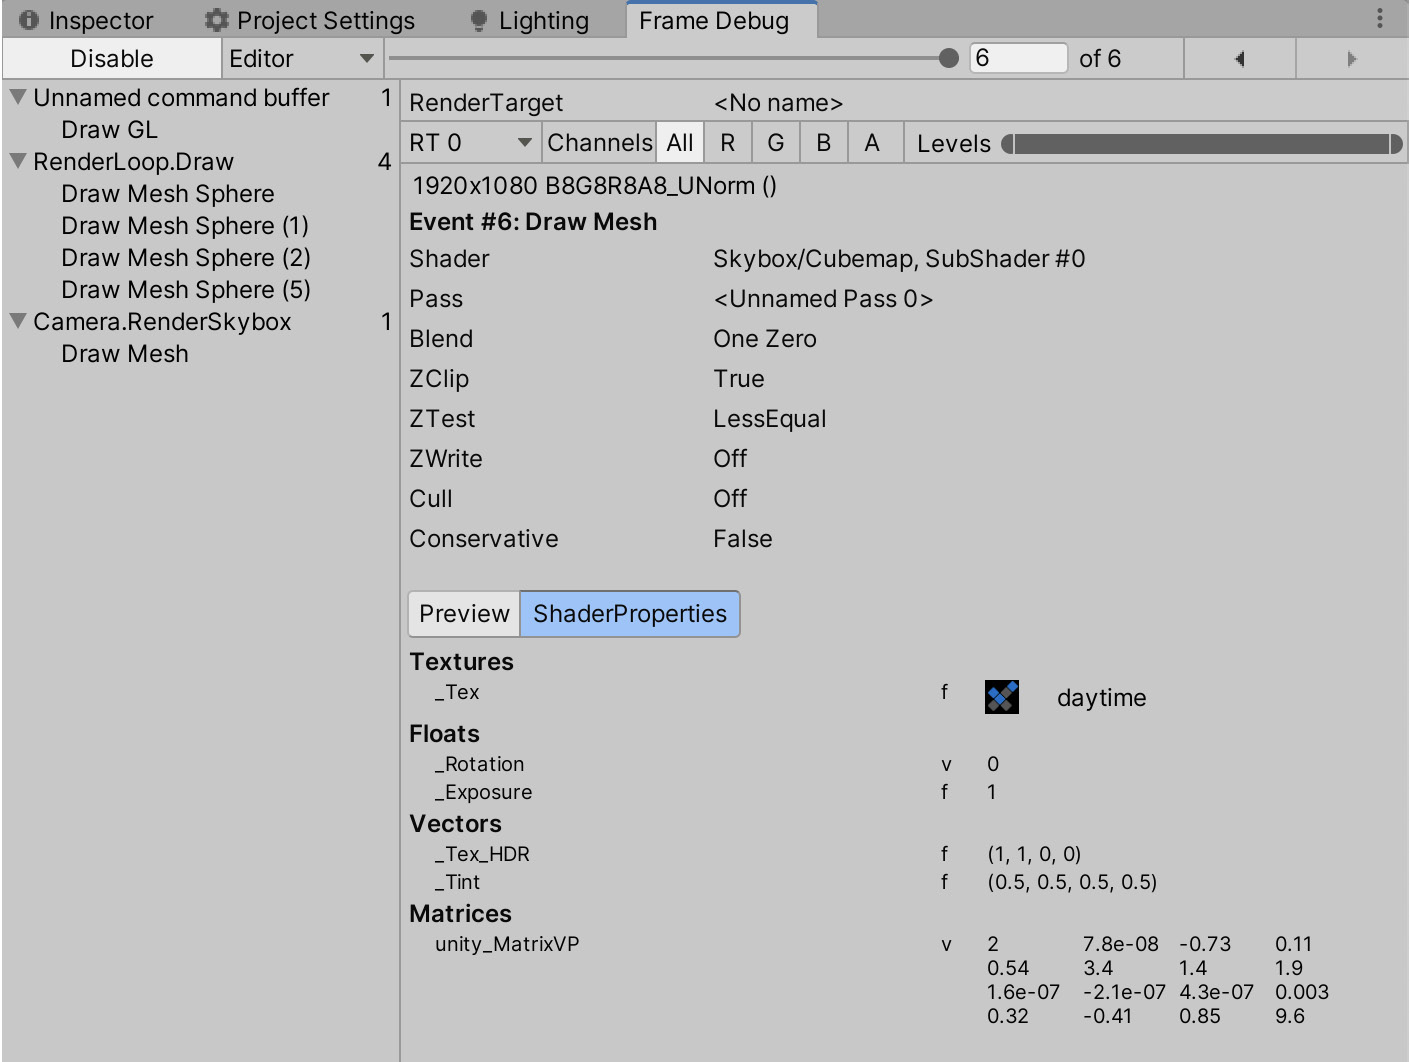 Inspector Project Settings Lighting Frame Debug
Disable Editor 6 of 6
Unnamed command buffer 1
Draw GL
RenderLoop.Draw 4
Draw Mesh Sphere
Draw Mesh Sphere (1)
Draw Mesh Sphere (2)
Draw Mesh Sphere (5)
Camera.RenderSkybox 1
Draw Mesh
RenderTarget <No name>
RT 0 Channels All R G B A Levels
1920x1080 B8G8R8A8_UNorm ()
Event #6: Draw Mesh
Shader Skybox/Cubemap, SubShader #0
Pass <Unnamed Pass 0>
Blend One Zero
ZClip True
ZTest LessEqual
ZWrite Off
Cull Off
Conservative False
Preview ShaderProperties
Textures
_Tex f daytime
Floats
_Rotation v 0
_Exposure f 1
Vectors
_Tex_HDR f (1, 1, 0, 0)
_Tint f (0.5, 0.5, 0.5, 0.5)
Matrices
unity_MatrixVP v 2 7.8e-08 -0.73 0.11
0.54 3.4 1.4 1.9
1.6e-07 -2.1e-07 4.3e-07 0.003
0.32 -0.41 0.85 9.6